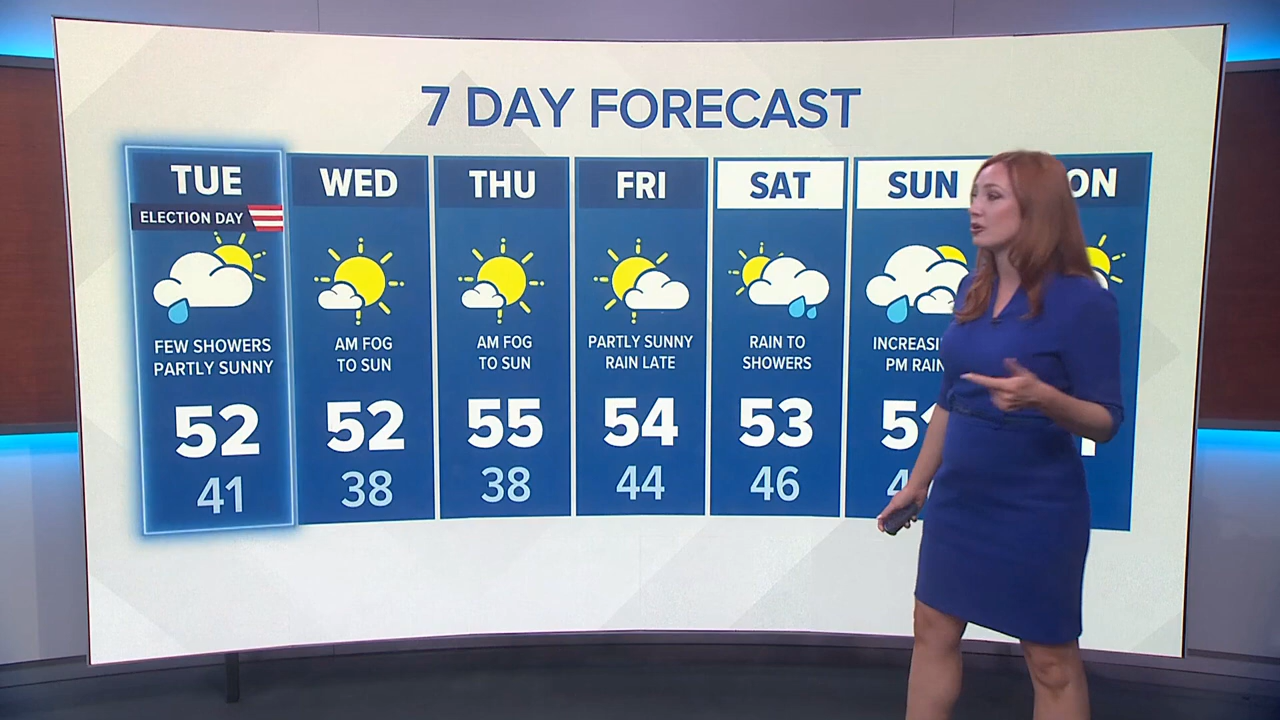 7 DAY FORECAST
TUE
ELECTION DAY
FEW SHOWERS
PARTLY SUNNY
52
41
WED
AM FOG
TO SUN
52
38
THU
AM FOG
TO SUN
55
38
FRI
PARTLY SUNNY
RAIN LATE
54
44
SAT
RAIN TO
SHOWERS
53
46
SUN
PM RAIN